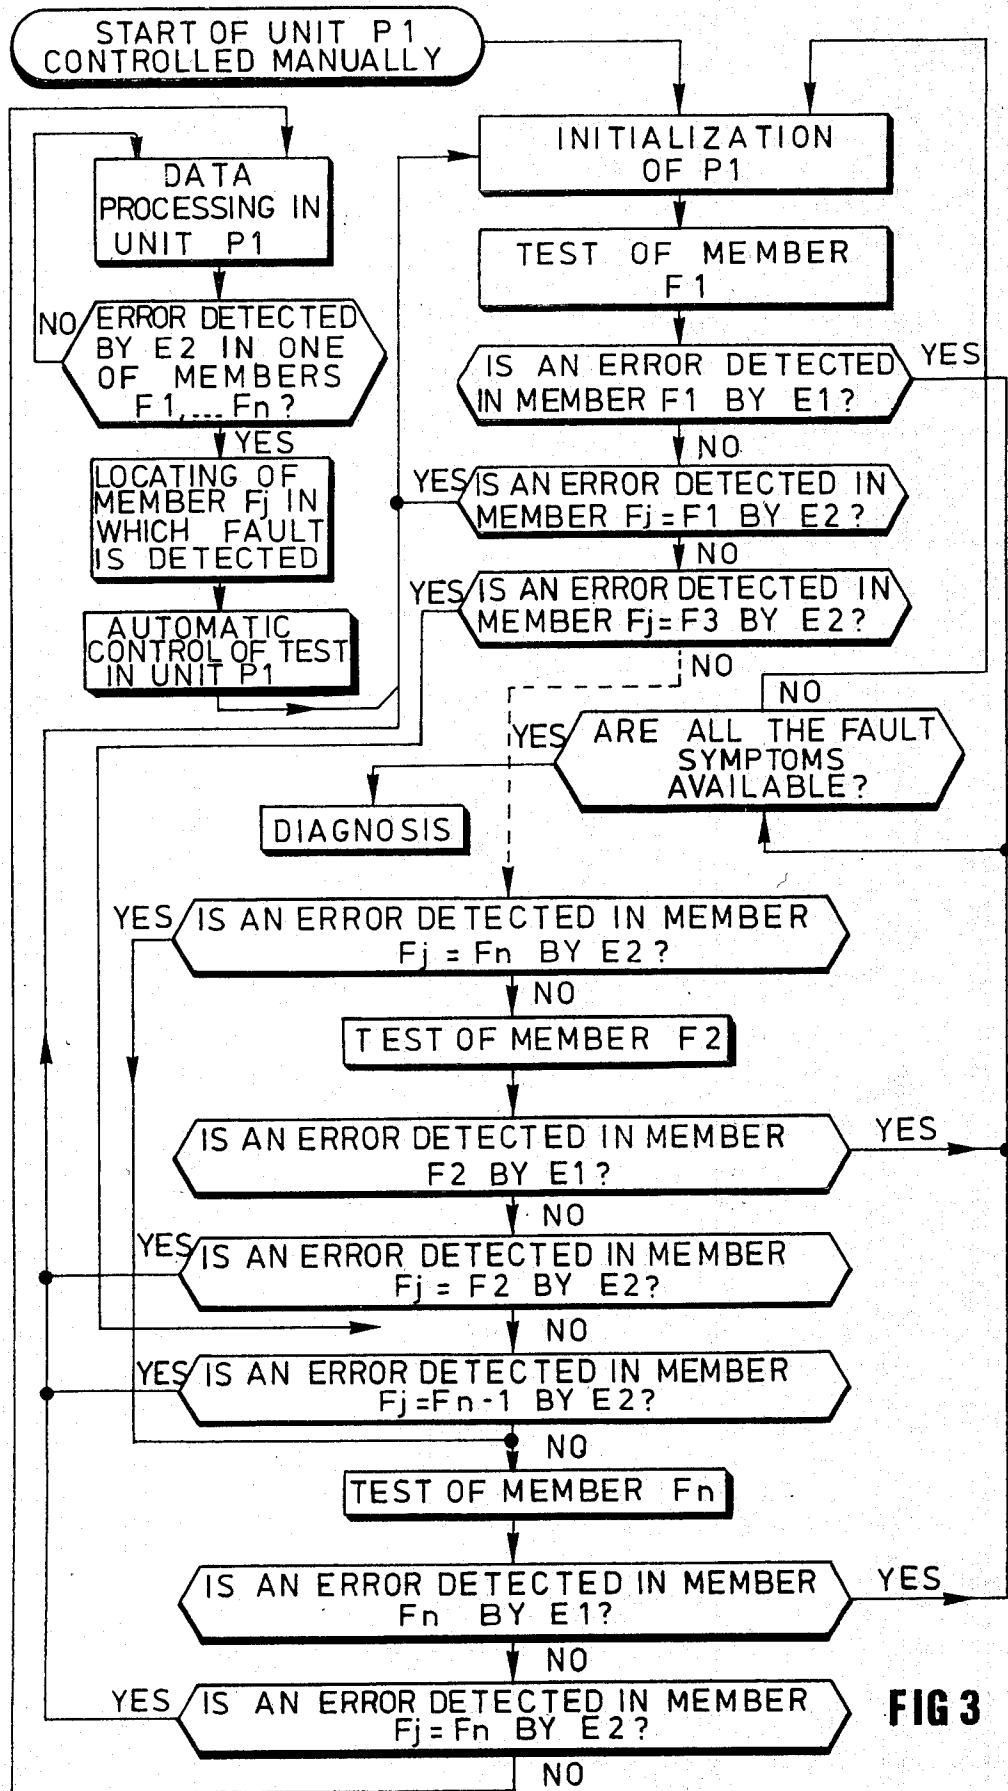 START OF UNIT P1
CONTROLLED MANUALLY
INITIALIZATION
OF P1
DATA
PROCESSING IN
UNIT P1
TEST OF MEMBER
F1
NO
ERROR DETECTED
BY E2 IN ONE
OF MEMBERS
F1,... Fn?
YES
IS AN ERROR DETECTED
IN MEMBER F1 BY E1?
YES
NO
LOCATING OF
MEMBER Fj IN
WHICH FAULT
IS DETECTED
YES
IS AN ERROR DETECTED IN
MEMBER Fj=F1 BY E2?
NO
YES
IS AN ERROR DETECTED IN
MEMBER Fj=F3 BY E2?
NO
AUTOMATIC
CONTROL OF TEST
IN UNIT P1
NO
YES
ARE ALL THE FAULT
SYMPTOMS
AVAILABLE?
DIAGNOSIS
YES
IS AN ERROR DETECTED IN MEMBER
Fj = Fn BY E2?
NO
TEST OF MEMBER F2
IS AN ERROR DETECTED IN MEMBER
F2 BY E1?
YES
NO
YES
IS AN ERROR DETECTED IN MEMBER
Fj = F2 BY E2?
NO
YES
IS AN ERROR DETECTED IN MEMBER
Fj=Fn-1 BY E2?
NO
TEST OF MEMBER Fn
IS AN ERROR DETECTED IN MEMBER
Fn BY E1?
YES
NO
YES
IS AN ERROR DETECTED IN MEMBER
Fj=Fn BY E2?
NO
FIG 3